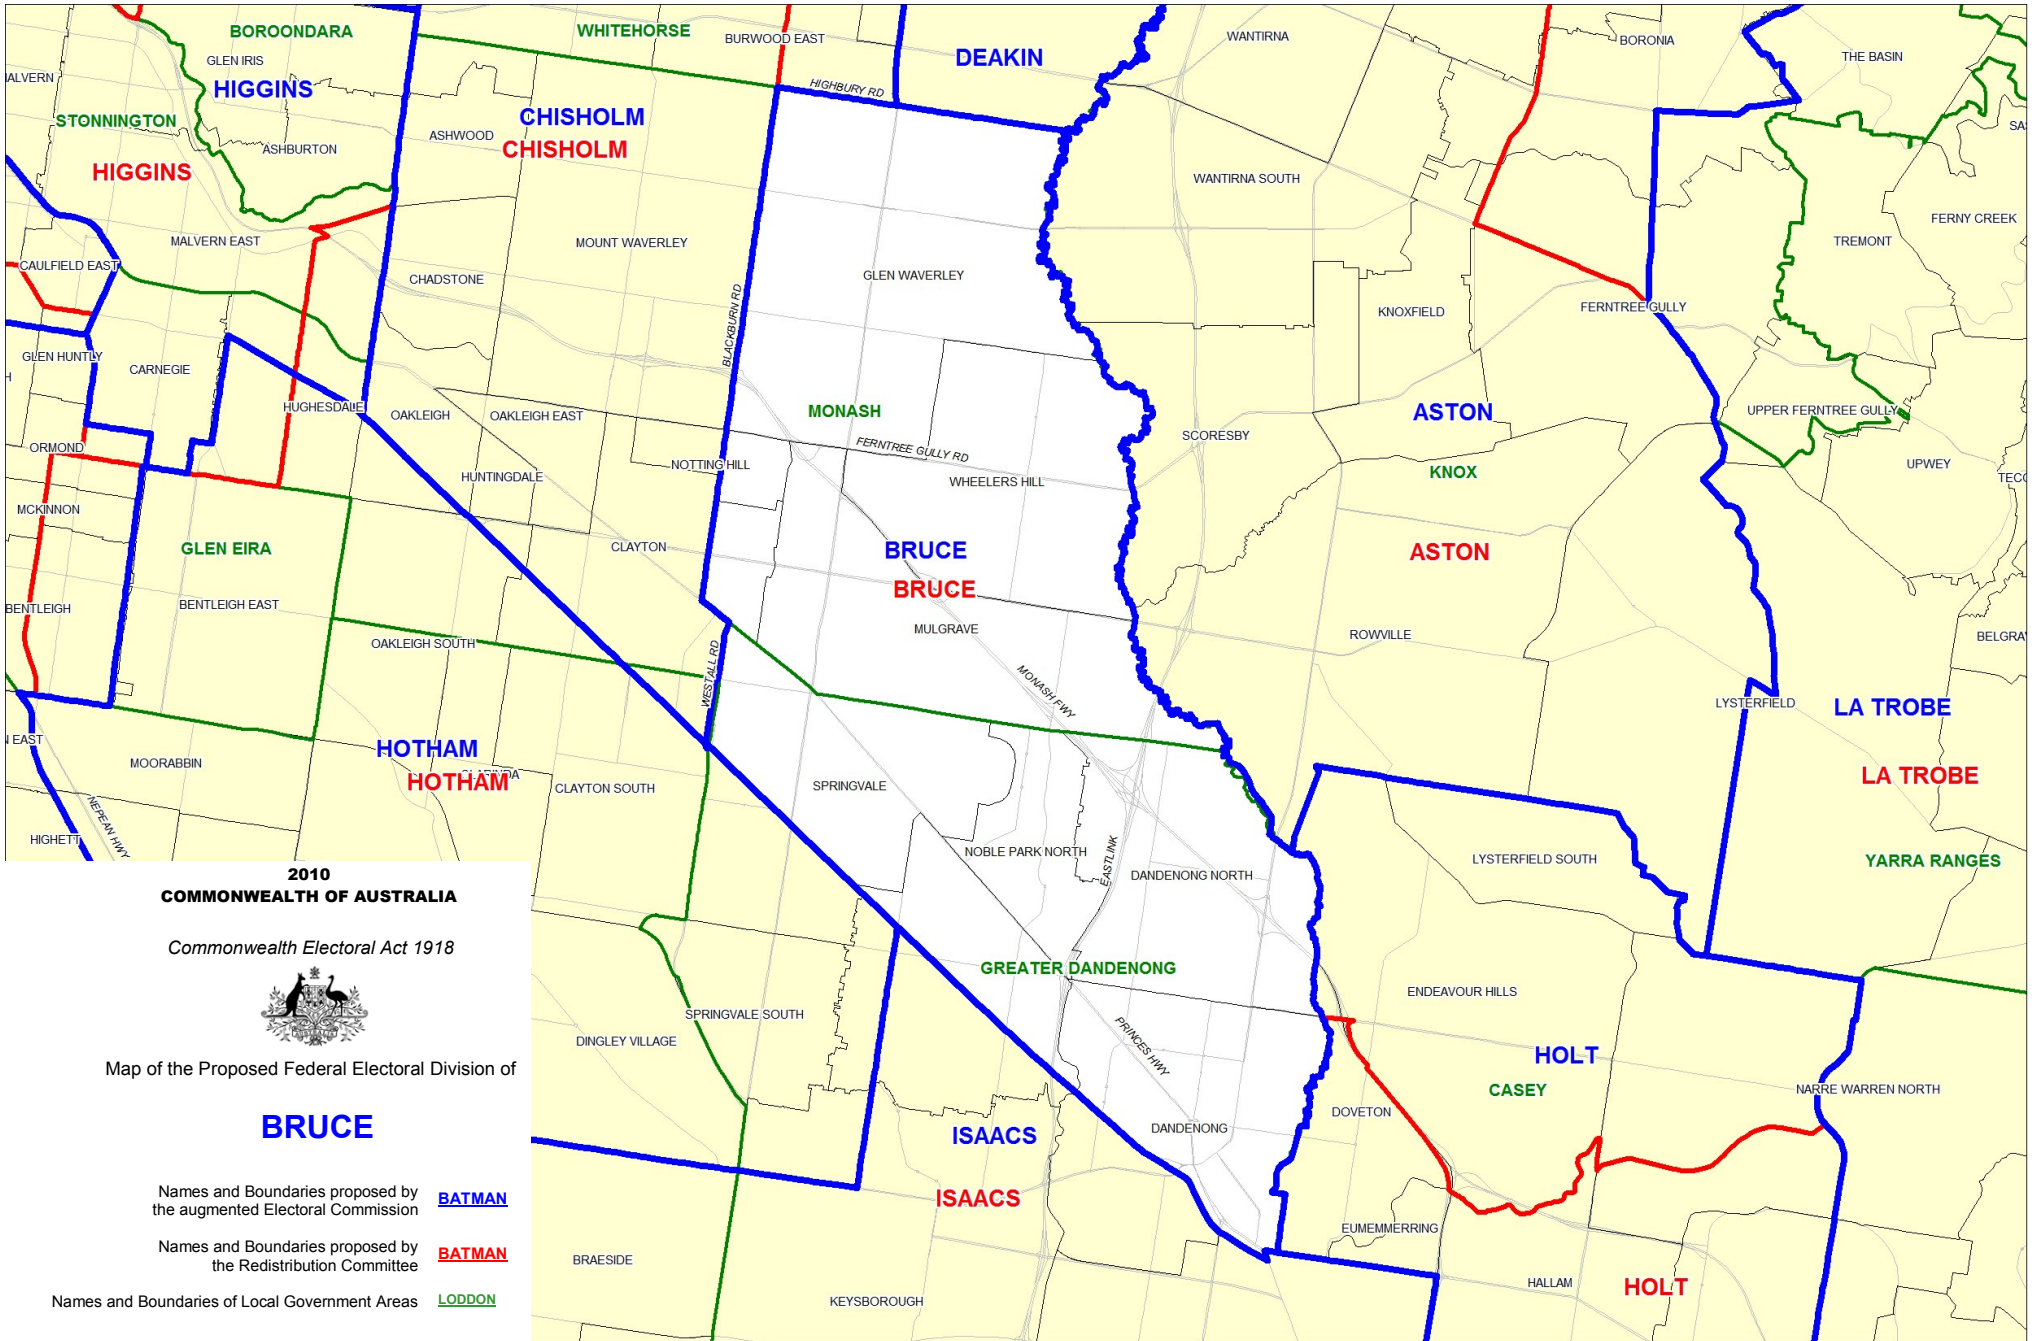 BOROONDARA
WHITEHORSE
BURWOOD EAST
WANTIRNA
BORONIA
THE BASIN
GLEN IRIS
DEAKIN
HIGGINS
HIGHBURY RD
STONNINGTON
ASHWOOD
CHISHOLM
CHISHOLM
ASHBURTON
HIGGINS
WANTIRNA SOUTH
MALVERN EAST
MOUNT WAVERLEY
TREMONT
FERNY CREEK
CAULFIELD EAST
CHADSTONE
GLEN WAVERLEY
BLACKBURN RD
KNOXFIELD
FERNTREE GULLY
GLEN HUNTLY
CARNEGIE
HUGHESDALE
OAKLEIGH
OAKLEIGH EAST
MONASH
ASTON
UPPER FERNTREE GULLY
ORMOND
FERNTREE GULLY RD
SCORESBY
HUNTINGDALE
NOTTING HILL
WHEELERS HILL
KNOX
UPWEY
MCKINNON
GLEN EIRA
CLAYTON
BRUCE
BRUCE
ASTON
BENTLEIGH
BENTLEIGH EAST
OAKLEIGH SOUTH
MULGRAVE
ROWVILLE
WESTALL RD
MONASH FWY
LYSTERFIELD
LA TROBE
HOTHAM
HOTHAM
LA TROBE
MOORABBIN
CLAYTON SOUTH
SPRINGVALE
NEPEAN HWY
HIGHETT
NOBLE PARK NORTH
EASTLINK
DANDENONG NORTH
LYSTERFIELD SOUTH
YARRA RANGES
GREATER DANDENONG
SPRINGVALE SOUTH
DINGLEY VILLAGE
PRINCES HWY
ENDEAVOUR HILLS
HOLT
CASEY
NARRE WARREN NORTH
DOVETON
DANDENONG
ISAACS
ISAACS
EUMEMMERRING
BRAESIDE
KEYSBOROUGH
HALLAM
HOLT
2010
COMMONWEALTH OF AUSTRALIA
Commonwealth Electoral Act 1918
Map of the Proposed Federal Electoral Division of
BRUCE
Names and Boundaries proposed by
the augmented Electoral Commission BATMAN
Names and Boundaries proposed by
the Redistribution Committee BATMAN
Names and Boundaries of Local Government Areas LODDON